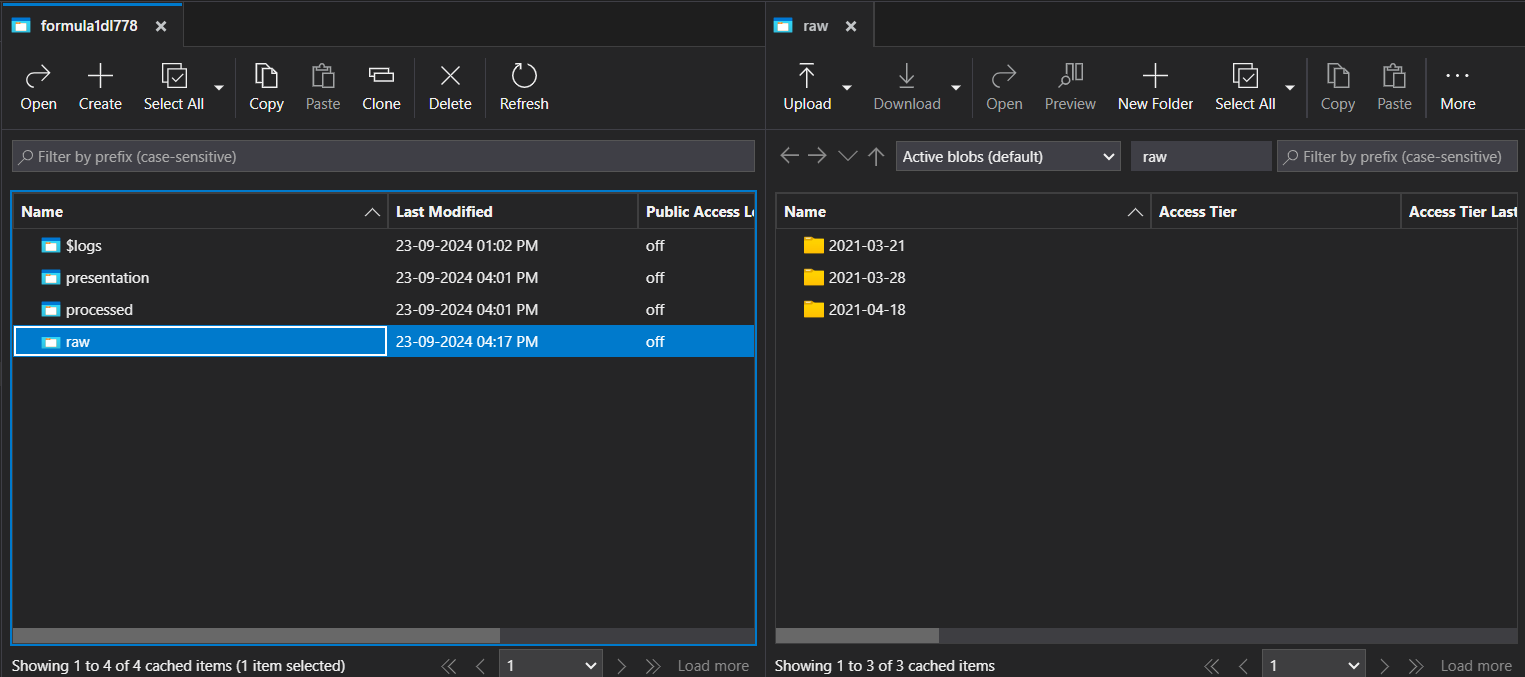 formula1dl778
Open Create Select All Copy Paste Clone Delete Refresh
Filter by prefix (case-sensitive)
Name Last Modified Public Access Le
$logs 23-09-2024 01:02 PM off
presentation 23-09-2024 04:01 PM off
processed 23-09-2024 04:01 PM off
raw 23-09-2024 04:17 PM off
Showing 1 to 4 of 4 cached items (1 item selected) 1 Load more
raw
Upload Download Open Preview New Folder Select All Copy Paste More
Active blobs (default) raw Filter by prefix (case-sensitive)
Name Access Tier Access Tier Last
2021-03-21
2021-03-28
2021-04-18
Showing 1 to 3 of 3 cached items 1 Load more